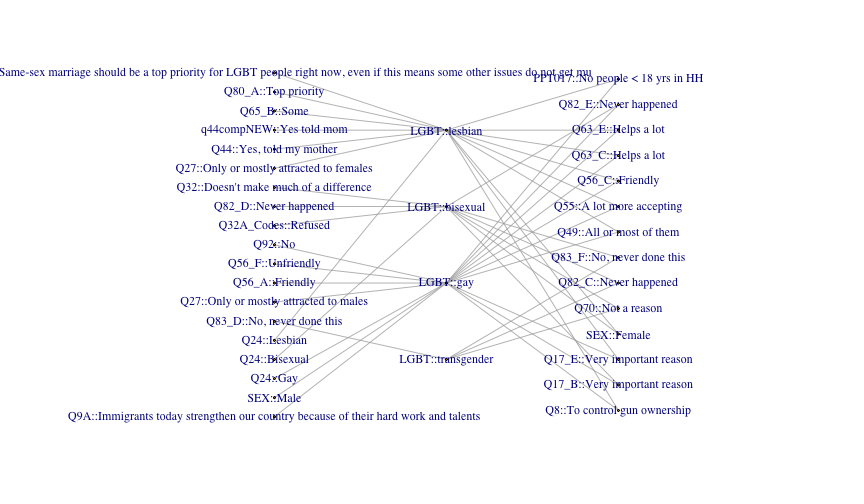 Same-sex marriage should be a top priority for LGBT people right now, even if this means some other issues do not get mu
Q80_A::Top priority
Q65_B::Some
q44compNEW::Yes told mom
Q44::Yes, told my mother
Q27::Only or mostly attracted to females
Q32::Doesn't make much of a difference
Q82_D::Never happened
Q32A_Codes::Refused
Q92::No
Q56_F::Unfriendly
Q56_A::Friendly
Q27::Only or mostly attracted to males
Q83_D::No, never done this
Q24::Lesbian
Q24::Bisexual
Q24::Gay
SEX::Male
Q9A::Immigrants today strengthen our country because of their hard work and talents
LGBT::lesbian
LGBT::bisexual
LGBT::gay
LGBT::transgender
PPT017::No people < 18 yrs in HH
Q82_E::Never happened
Q63_E::Helps a lot
Q63_C::Helps a lot
Q56_C::Friendly
Q55::A lot more accepting
Q49::All or most of them
Q83_F::No, never done this
Q82_C::Never happened
Q70::Not a reason
SEX::Female
Q17_E::Very important reason
Q17_B::Very important reason
Q8::To control gun ownership